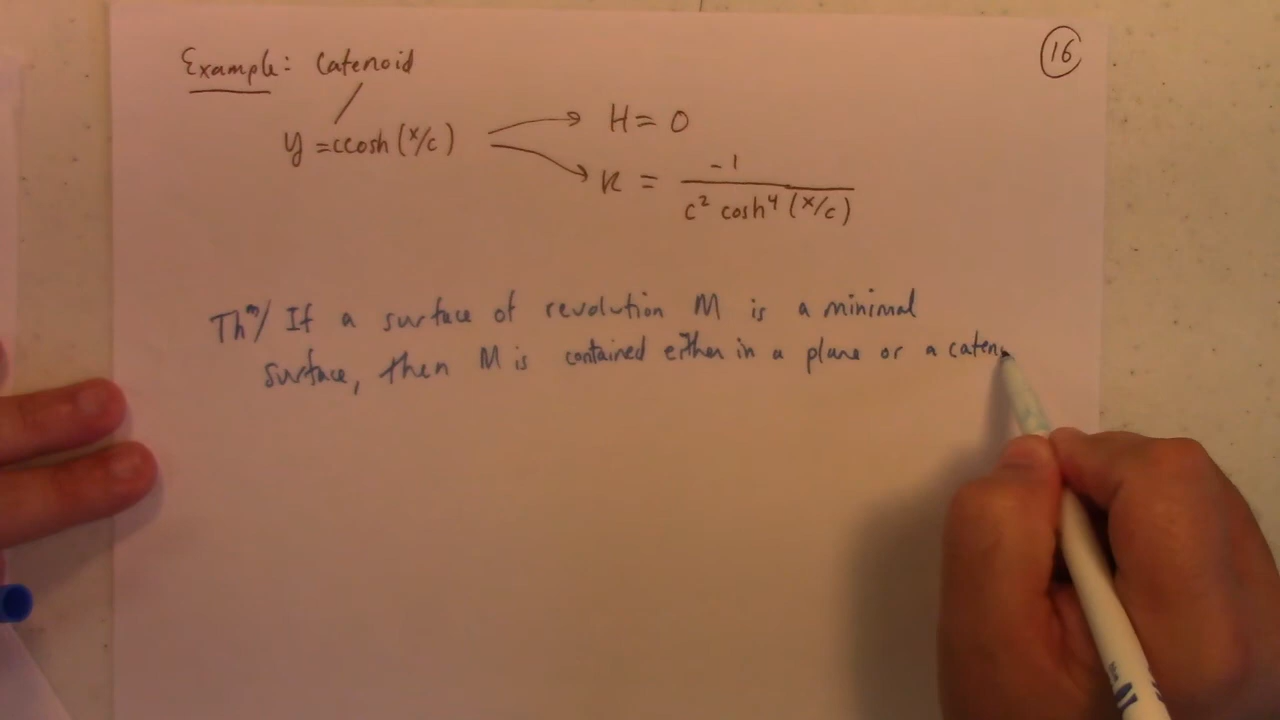 Example: Catenoid
16
y = c cosh (x/c)
H = 0
K = -1 / c² cosh⁴ (x/c)
Thᵐ/ If a surface of revolution M is a minimal
surface, then M is contained either in a plane or a caten